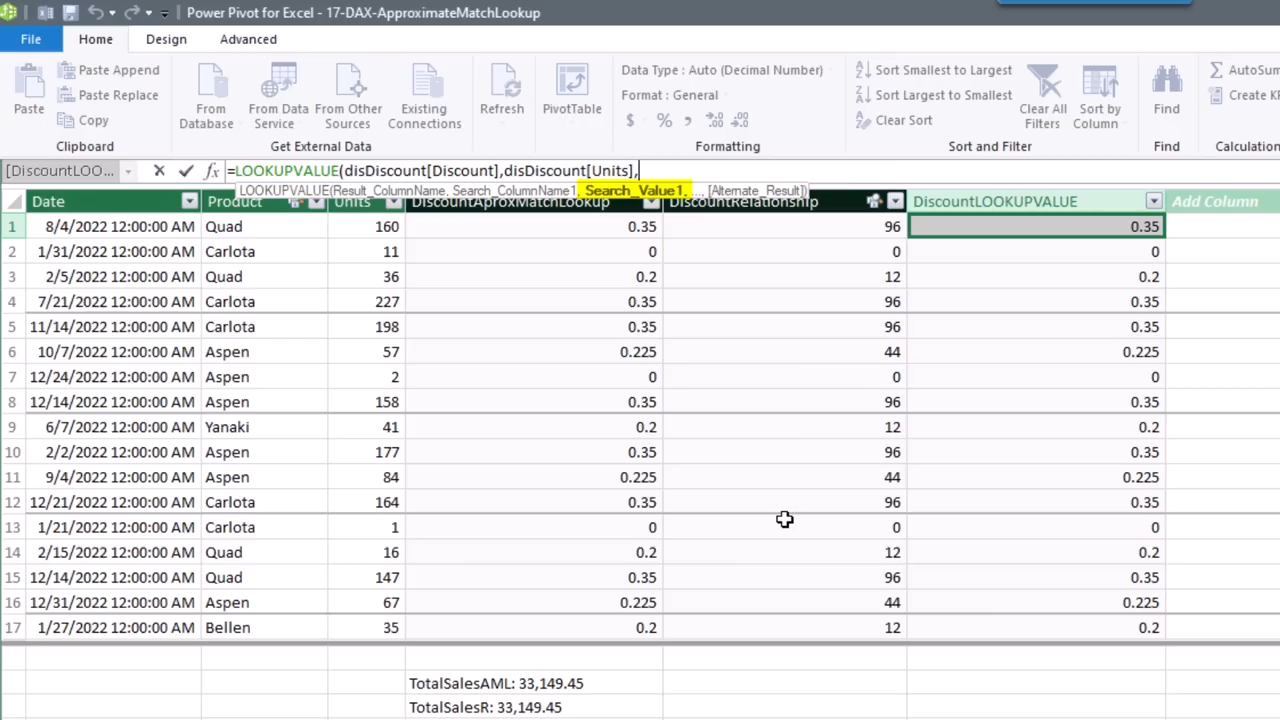 Power Pivot for Excel - 17-DAX-ApproximateMatchLookup
File Home Design Advanced
Paste Append Data Type : Auto (Decimal Number) Sort Smallest to Largest AutoSum
Paste Replace Format : General Sort Largest to Smallest Create KP
Paste Copy From Database From Data Service From Other Sources Existing Connections Refresh PivotTable $ % Clear Sort Clear All Filters Sort by Column Find
Clipboard Get External Data Formatting Sort and Filter Find Calculation
[DiscountLOO... fx =LOOKUPVALUE(disDiscount[Discount],disDiscount[Units],
LOOKUPVALUE(Result_ColumnName, Search_ColumnName1, Search_Value1, ..., [Alternate_Result])
Date Product Units DiscountAproxMatchLookup DiscountRelationship DiscountLOOKUPVALUE Add Column
1 8/4/2022 12:00:00 AM Quad 160 0.35 96 0.35
2 1/31/2022 12:00:00 AM Carlota 11 0 0 0
3 2/5/2022 12:00:00 AM Quad 36 0.2 12 0.2
4 7/21/2022 12:00:00 AM Carlota 227 0.35 96 0.35
5 11/14/2022 12:00:00 AM Carlota 198 0.35 96 0.35
6 10/7/2022 12:00:00 AM Aspen 57 0.225 44 0.225
7 12/24/2022 12:00:00 AM Aspen 2 0 0 0
8 12/14/2022 12:00:00 AM Aspen 158 0.35 96 0.35
9 6/7/2022 12:00:00 AM Yanaki 41 0.2 12 0.2
10 2/2/2022 12:00:00 AM Aspen 177 0.35 96 0.35
11 9/4/2022 12:00:00 AM Aspen 84 0.225 44 0.225
12 12/21/2022 12:00:00 AM Carlota 164 0.35 96 0.35
13 1/21/2022 12:00:00 AM Carlota 1 0 0 0
14 2/15/2022 12:00:00 AM Quad 16 0.2 12 0.2
15 12/14/2022 12:00:00 AM Quad 147 0.35 96 0.35
16 12/31/2022 12:00:00 AM Aspen 67 0.225 44 0.225
17 1/27/2022 12:00:00 AM Bellen 35 0.2 12 0.2
TotalSalesAML: 33,149.45
TotalSalesR: 33,149.45